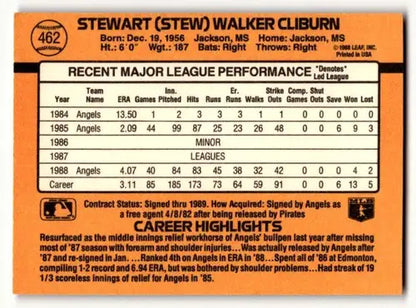 462
STEWART (STEW) WALKER CLIBURN
Born: Dec. 19, 1956 Jackson, MS Home: Jackson, MS
Ht.: 6'0" Wgt.: 187 Bats: Right Throws: Right
©1988 LEAF, INC.
Printed in USA
RECENT MAJOR LEAGUE PERFORMANCE *Denotes* Led League
Year Team Name ERA Games Inn. Pitched Hits Runs Er. Runs Walks Strike Outs Comp. Games Shut Outs Save Won Lost
1984 Angels 13.50 1 2 3 3 3 1 1 0 0 0 0 0
1985 Angels 2.09 44 99 87 25 23 26 48 0 0 6 9 3
1986 MINOR
1987 LEAGUES
1988 Angels 4.07 40 84 83 45 38 32 42 1 0 0 4 2
Career 3.11 85 185 173 73 64 59 91 1 0 6 13 5
Contract Status: Signed thru 1989. How Acquired: Signed by Angels as
a free agent 4/8/82 after being released by Pirates
CAREER HIGHLIGHTS
Resurfaced as the middle innings relief workhorse of Angels' bullpen last year after missing
most of '87 season with forearm and shoulder injuries...Was actually released by Angels after
'87 and re-signed in Jan. ...Ranked 4th on Angels in ERA in '88...Spent all of '86 at Edmonton,
compiling 1-2 record and 6.94 ERA, but was bothered by shoulder problems...Had streak of 19
1/3 scoreless innings of relief for Angels in '85.